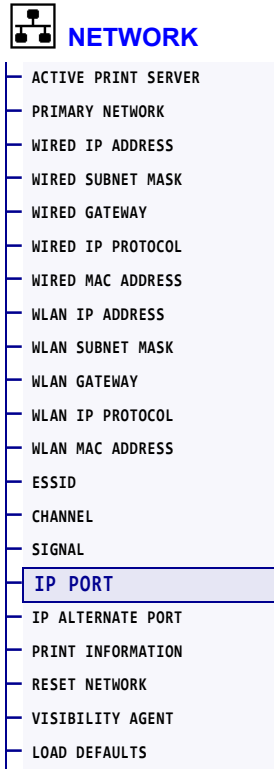 NETWORK
ACTIVE PRINT SERVER
PRIMARY NETWORK
WIRED IP ADDRESS
WIRED SUBNET MASK
WIRED GATEWAY
WIRED IP PROTOCOL
WIRED MAC ADDRESS
WLAN IP ADDRESS
WLAN SUBNET MASK
WLAN GATEWAY
WLAN IP PROTOCOL
WLAN MAC ADDRESS
ESSID
CHANNEL
SIGNAL
IP PORT
IP ALTERNATE PORT
PRINT INFORMATION
RESET NETWORK
VISIBILITY AGENT
LOAD DEFAULTS